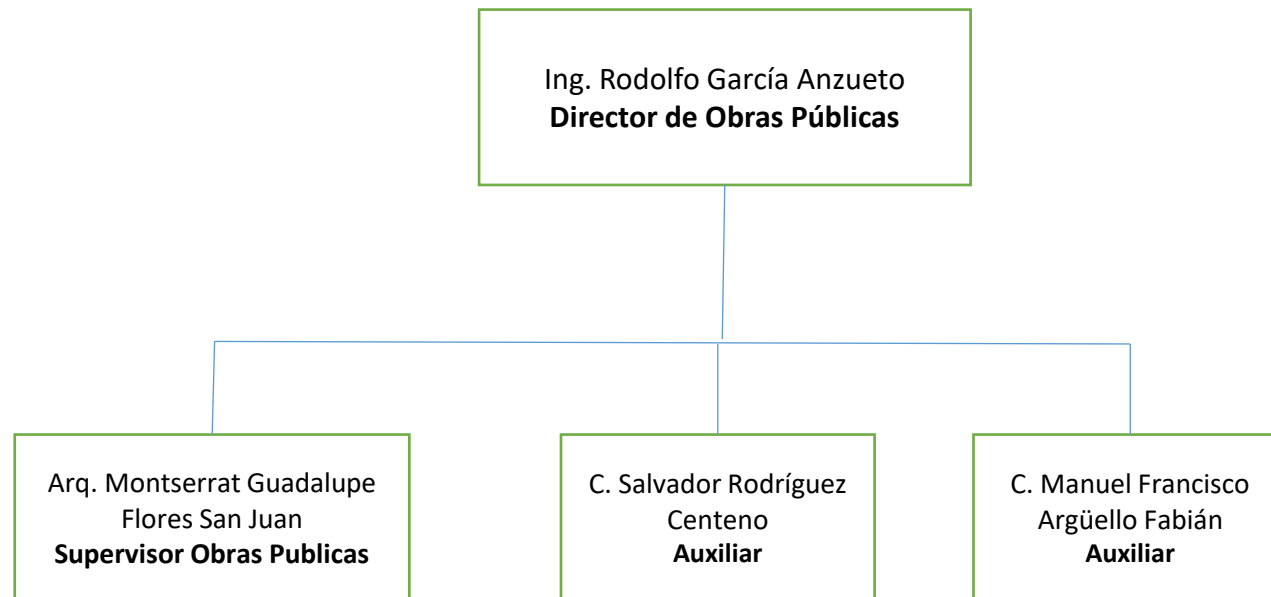 Ing. Rodolfo García Anzueto
Director de Obras Públicas
Arq. Montserrat Guadalupe
Flores San Juan
Supervisor Obras Publicas
C. Salvador Rodríguez
Centeno
Auxiliar
C. Manuel Francisco
Argüello Fabián
Auxiliar